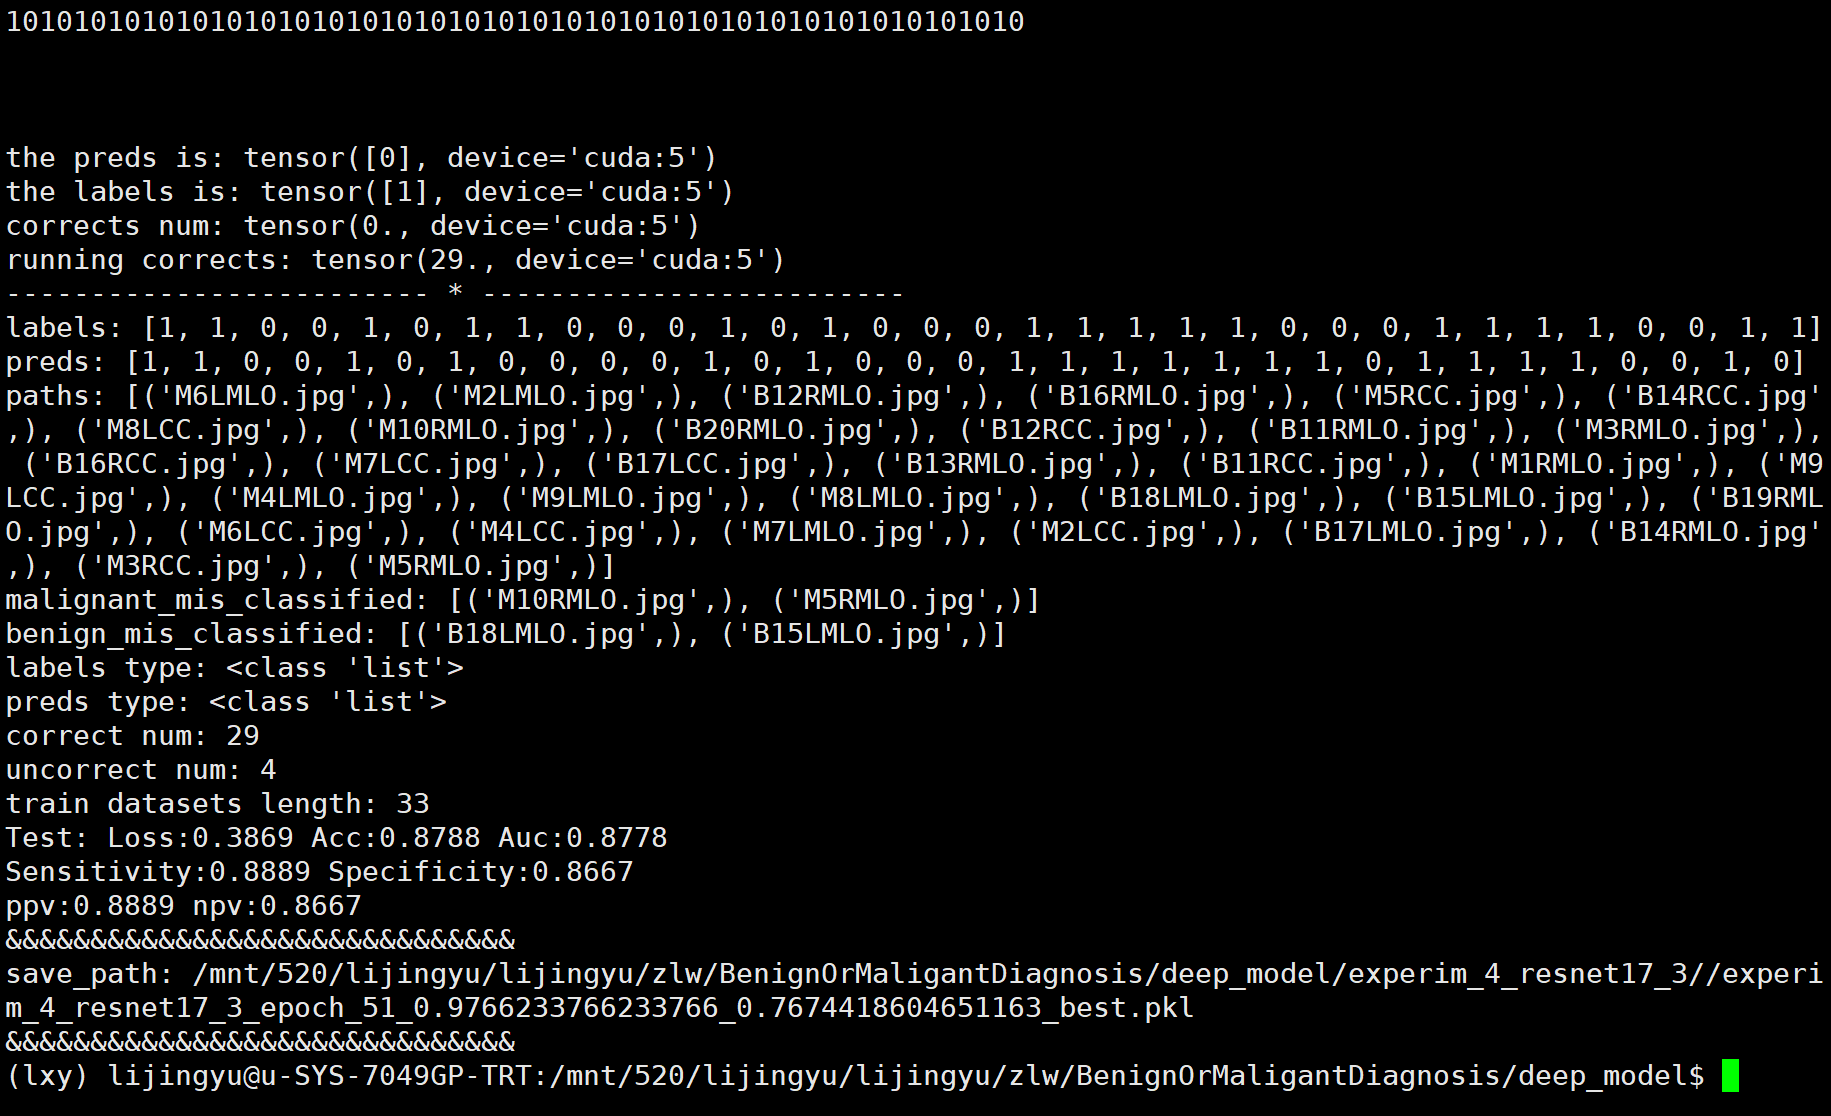 101010101010101010101010101010101010101010101010101010101010
the preds is: tensor([0], device='cuda:5')
the labels is: tensor([1], device='cuda:5')
corrects num: tensor(0., device='cuda:5')
running corrects: tensor(29., device='cuda:5')
------------------------- * -------------------------
labels: [1, 1, 0, 0, 1, 0, 1, 1, 0, 0, 0, 1, 0, 1, 0, 0, 0, 1, 1, 1, 1, 1, 0, 0, 0, 1, 1, 1, 1, 0, 0, 1, 1]
preds: [1, 1, 0, 0, 1, 0, 1, 0, 0, 0, 0, 1, 0, 1, 0, 0, 0, 1, 1, 1, 1, 1, 1, 1, 0, 1, 1, 1, 1, 0, 0, 1, 0]
paths: [('M6LMLO.jpg',), ('M2LMLO.jpg',), ('B12RMLO.jpg',), ('B16RMLO.jpg',), ('M5RCC.jpg',), ('B14RCC.jpg'
,), ('M8LCC.jpg',), ('M10RMLO.jpg',), ('B20RMLO.jpg',), ('B12RCC.jpg',), ('B11RMLO.jpg',), ('M3RMLO.jpg',),
 ('B16RCC.jpg',), ('M7LCC.jpg',), ('B17LCC.jpg',), ('B13RMLO.jpg',), ('B11RCC.jpg',), ('M1RMLO.jpg',), ('M9
LCC.jpg',), ('M4LMLO.jpg',), ('M9LMLO.jpg',), ('M8LMLO.jpg',), ('B18LMLO.jpg',), ('B15LMLO.jpg',), ('B19RML
O.jpg',), ('M6LCC.jpg',), ('M4LCC.jpg',), ('M7LMLO.jpg',), ('M2LCC.jpg',), ('B17LMLO.jpg',), ('B14RMLO.jpg'
,), ('M3RCC.jpg',), ('M5RMLO.jpg',)]
malignant_mis_classified: [('M10RMLO.jpg',), ('M5RMLO.jpg',)]
benign_mis_classified: [('B18LMLO.jpg',), ('B15LMLO.jpg',)]
labels type: <class 'list'>
preds type: <class 'list'>
correct num: 29
uncorrect num: 4
train datasets length: 33
Test: Loss:0.3869 Acc:0.8788 Auc:0.8778
Sensitivity:0.8889 Specificity:0.8667
ppv:0.8889 npv:0.8667
&&&&&&&&&&&&&&&&&&&&&&&&&&&&&&
save_path: /mnt/520/lijingyu/lijingyu/zlw/BenignOrMaligantDiagnosis/deep_model/experim_4_resnet17_3//experi
m_4_resnet17_3_epoch_51_0.9766233766233766_0.7674418604651163_best.pkl
&&&&&&&&&&&&&&&&&&&&&&&&&&&&&&
(lxy) lijingyu@u-SYS-7049GP-TRT:/mnt/520/lijingyu/lijingyu/zlw/BenignOrMaligantDiagnosis/deep_model$